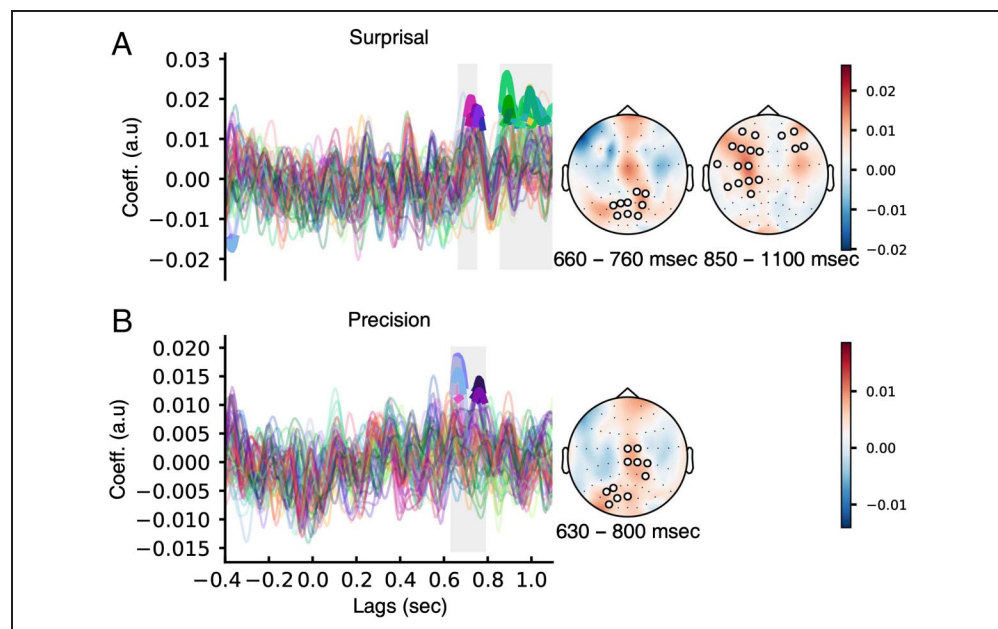 A
Surprisal
0.03
0.02
0.01
0.00
−0.01
−0.02
Coeff. (a.u)
660 – 760 msec
850 – 1100 msec
0.02
0.01
0.00
−0.01
−0.02
B
Precision
0.020
0.015
0.010
0.005
0.000
−0.005
−0.010
−0.015
Coeff. (a.u)
−0.4 −0.2 0.0 0.2 0.4 0.6 0.8 1.0
Lags (sec)
630 – 800 msec
0.01
0.00
−0.01